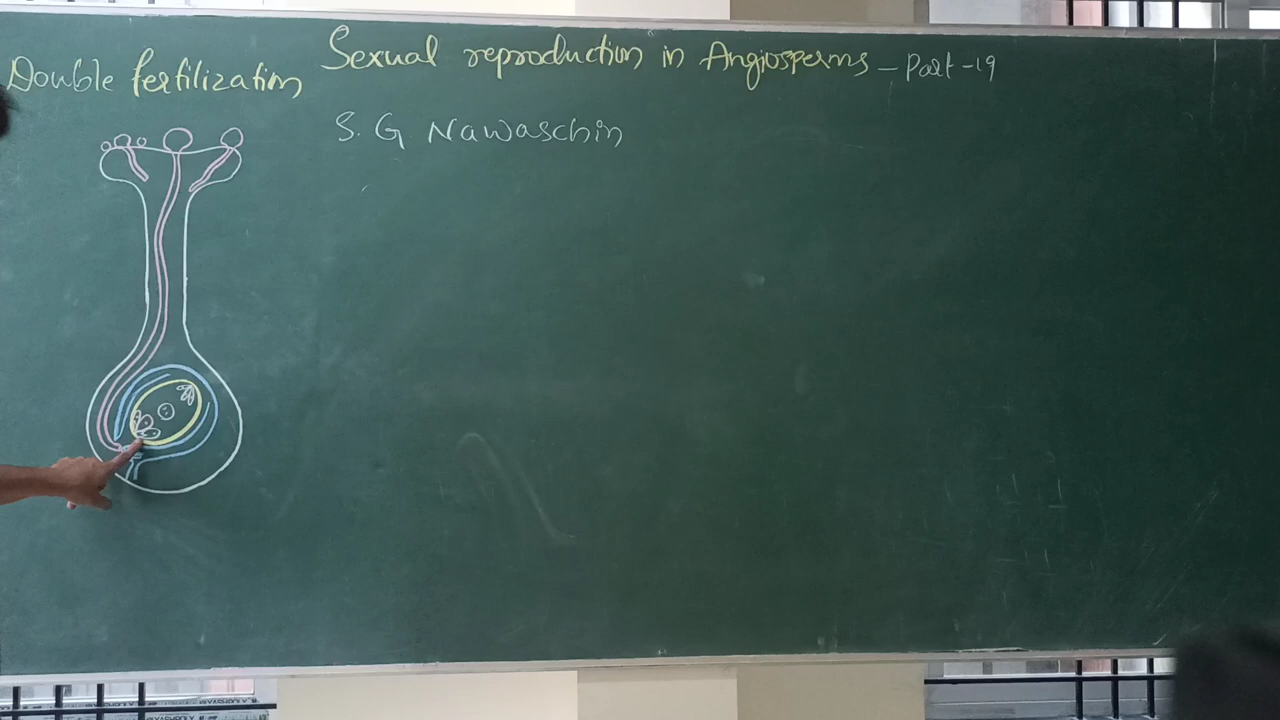 Double fertilization
Sexual reproduction in Angiosperms - Part -19
S. G Nawaschin